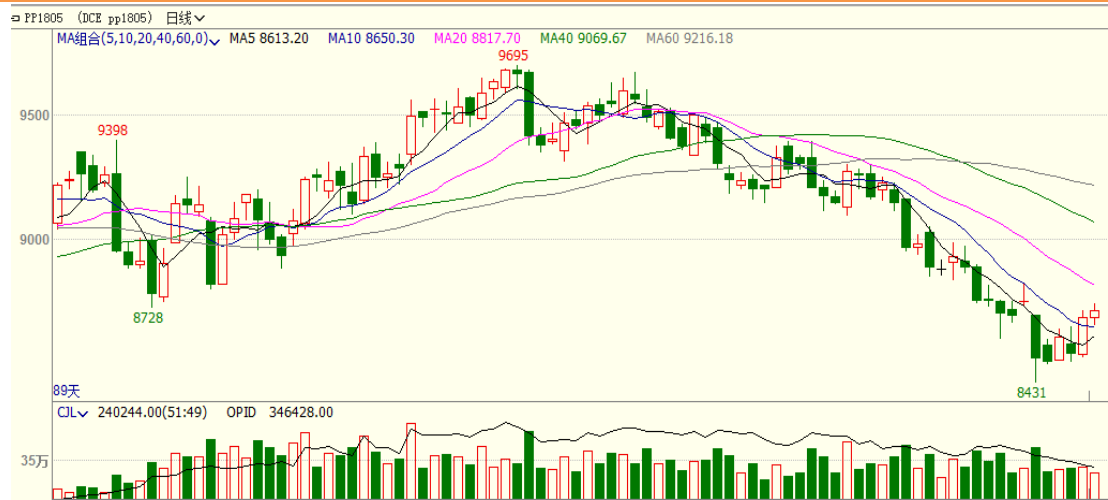 PP1805 (DCE pp1805) 日线
MA组合(5,10,20,40,60,0) MA5 8613.20 MA10 8650.30 MA20 8817.70 MA40 9069.67 MA60 9216.18
9695
9500
9398
9000
8728
8431
89天
CJL 240244.00(51:49) OPID 346428.00
35万